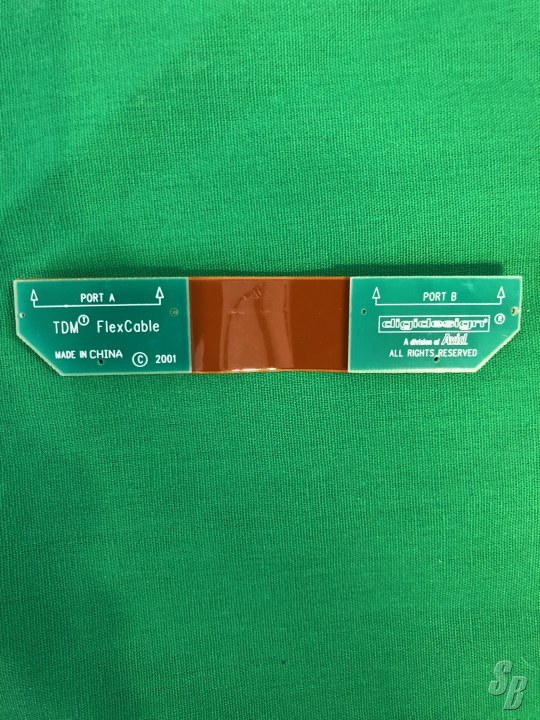 PORT A
TDM Ⓣ FlexCable
MADE IN CHINA © 2001
PORT B
digidesign ®
A division of Avid
ALL RIGHTS RESERVED
SB